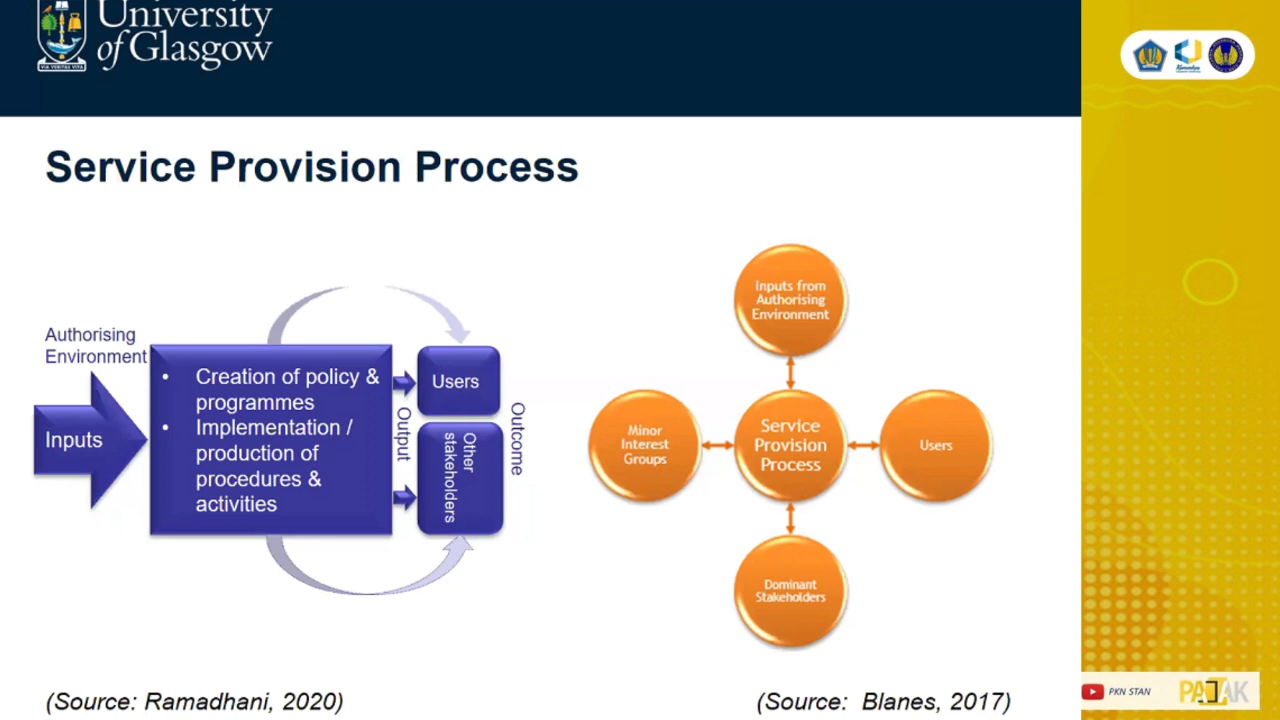 University
of Glasgow
VIA VERITAS VITA
Service Provision Process
Authorising
Environment
Inputs
• Creation of policy &
programmes
• Implementation /
production of
procedures &
activities
Output
Users
Other
stakeholders
Outcome
Inputs from
Authorising
Environment
Minor
Interest
Groups
Service
Provision
Process
Users
Dominant
Stakeholders
(Source: Ramadhani, 2020)
(Source: Blanes, 2017)
PKN STAN
PAJAK